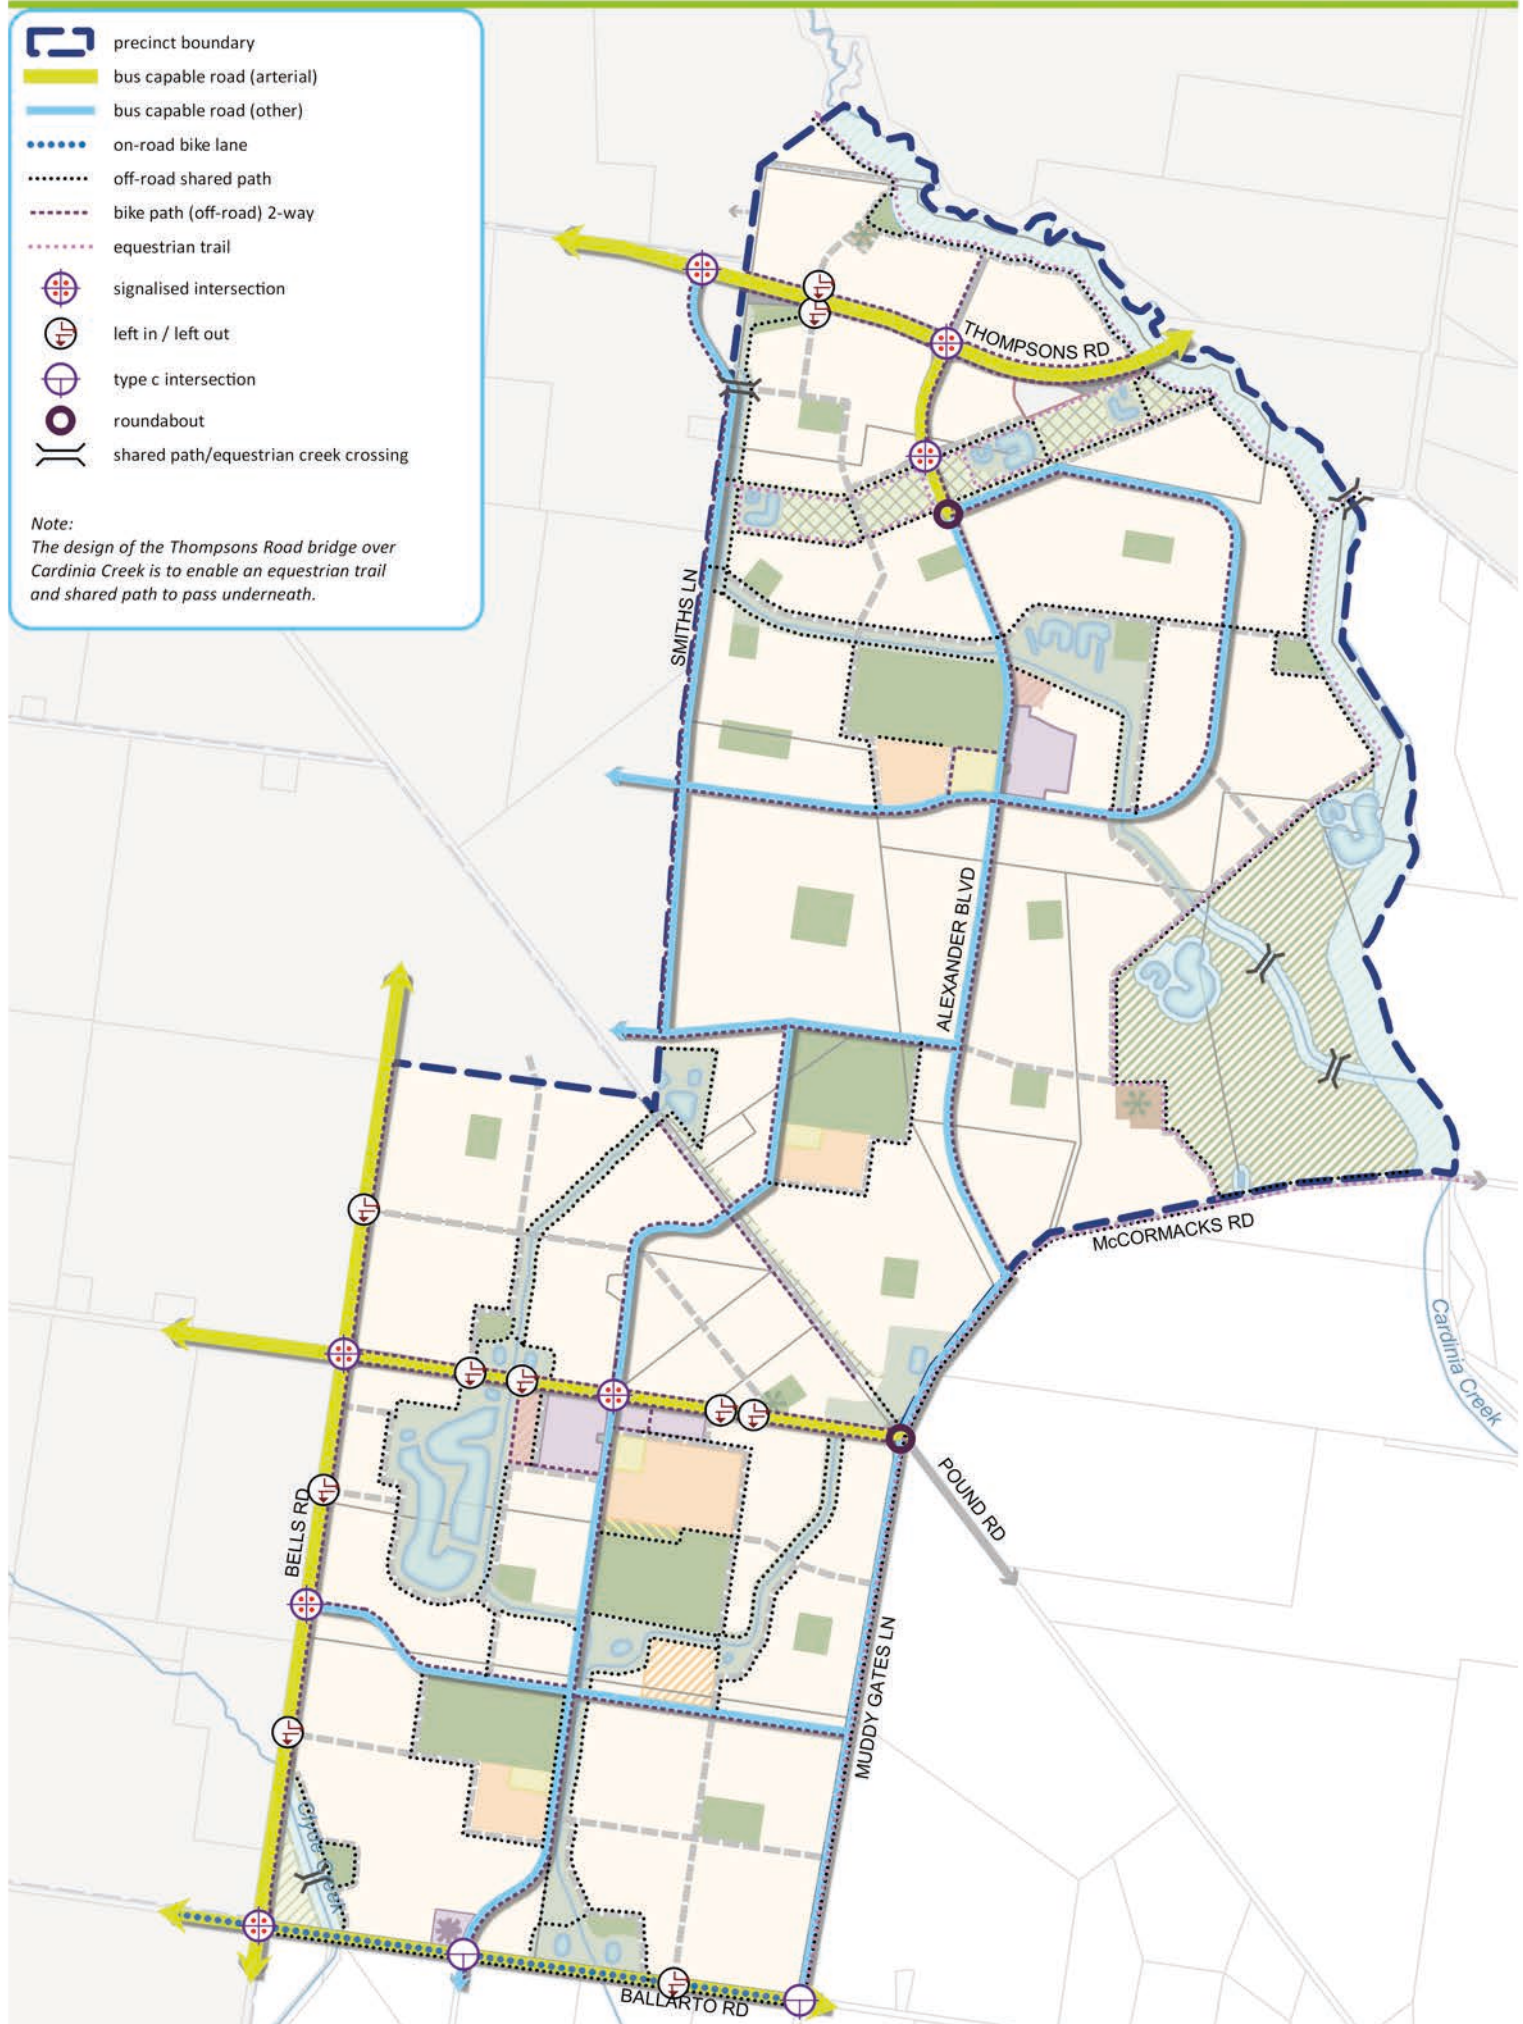 precinct boundary
bus capable road (arterial)
bus capable road (other)
on-road bike lane
off-road shared path
bike path (off-road) 2-way
equestrian trail
signalised intersection
left in / left out
type c intersection
roundabout
shared path/equestrian creek crossing
Note:
The design of the Thompsons Road bridge over
Cardinia Creek is to enable an equestrian trail
and shared path to pass underneath.
THOMPSONS RD
SMITHS LN
ALEXANDER BLVD
McCORMACKS RD
Cardinia Creek
POUND RD
BELLS RD
MUDDY GATES LN
Clyde Creek
BALLARTO RD